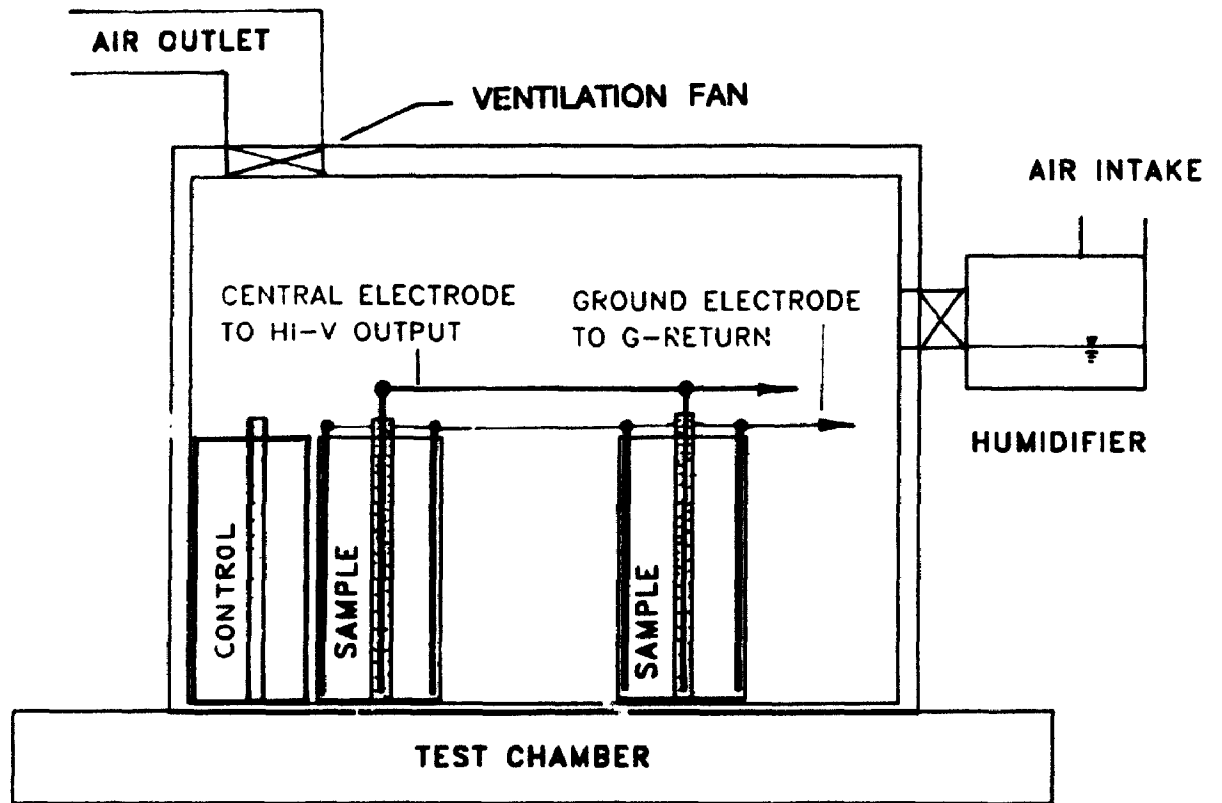 AIR OUTLET
VENTILATION FAN
AIR INTAKE
CENTRAL ELECTRODE
TO Hi-V OUTPUT
GROUND ELECTRODE
TO G-RETURN
HUMIDIFIER
CONTROL
SAMPLE
SAMPLE
TEST CHAMBER